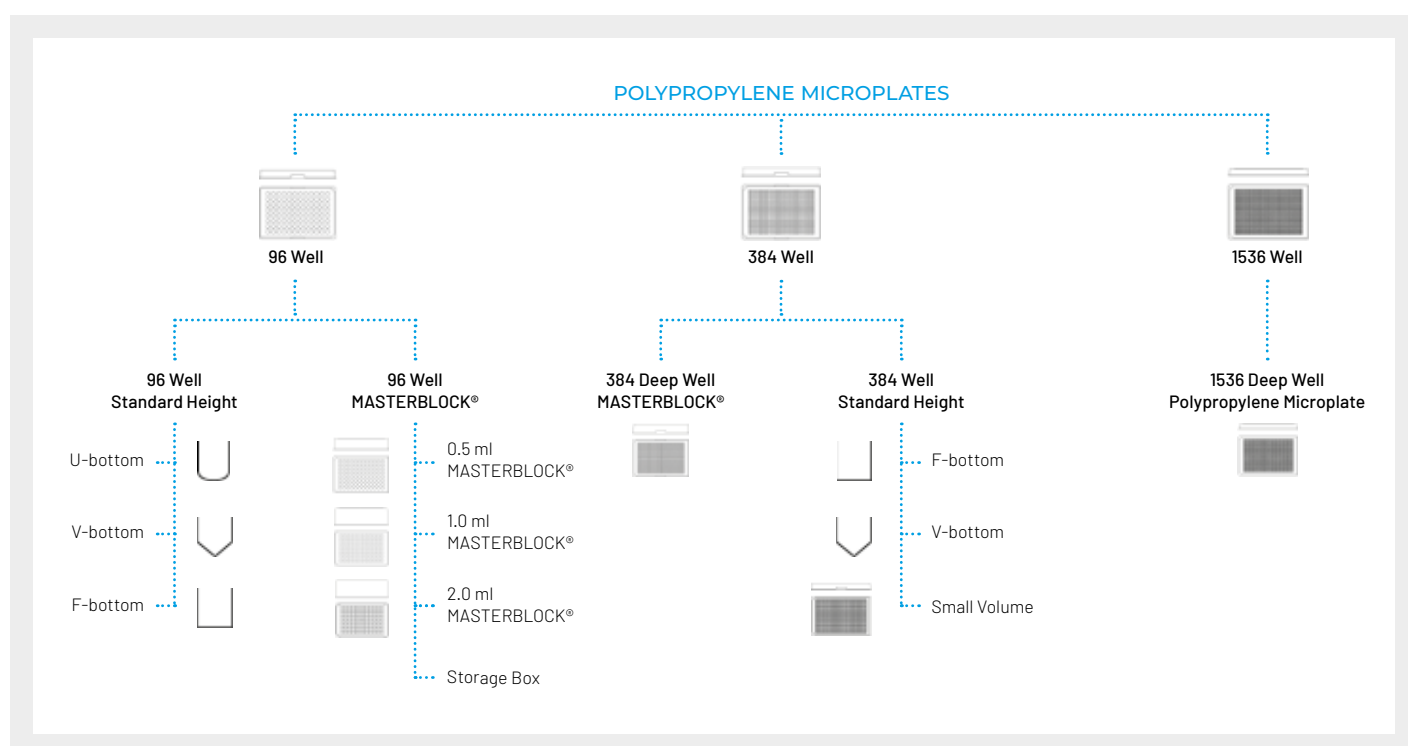 POLYPROPYLENE MICROPLATES
96 Well
384 Well
1536 Well
96 Well
Standard Height
96 Well
MASTERBLOCK®
384 Deep Well
MASTERBLOCK®
384 Well
Standard Height
1536 Deep Well
Polypropylene Microplate
U-bottom
V-bottom
F-bottom
0.5 ml
MASTERBLOCK®
1.0 ml
MASTERBLOCK®
2.0 ml
MASTERBLOCK®
Storage Box
F-bottom
V-bottom
Small Volume